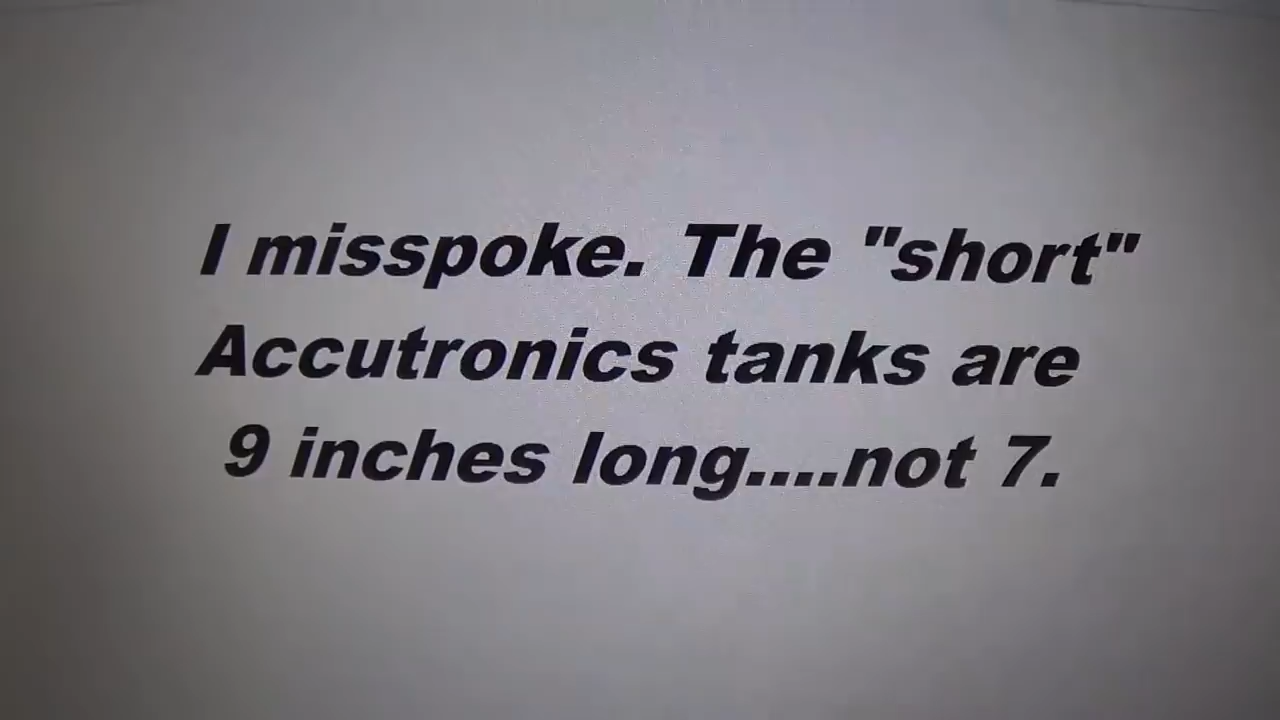 I misspoke. The "short"
Accutronics tanks are
9 inches long....not 7.